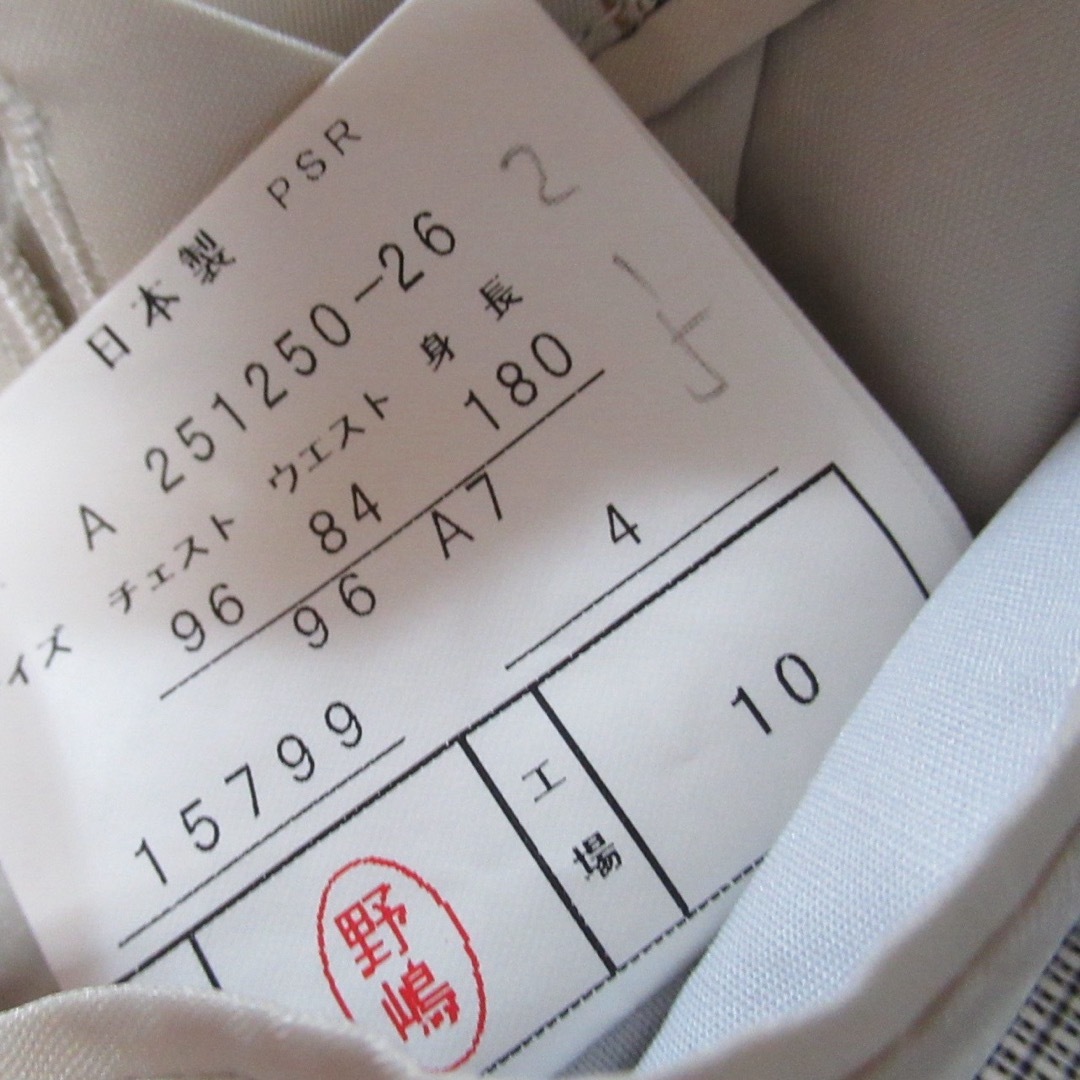 日本製 PSR
A 251250-26
チェスト ウエスト 身長
イズ 96 84 180
96 A7
4
15799
工場 10
野嶋
2